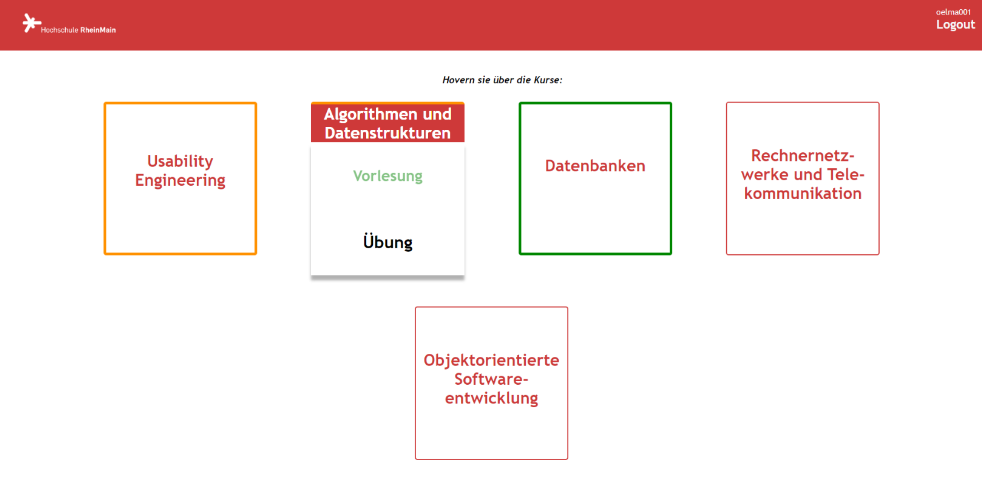 oelma001
Logout
Hochschule RheinMain
Hovern sie über die Kurse:
Usability
Engineering
Algorithmen und
Datenstrukturen
Vorlesung
Übung
Datenbanken
Rechnernetz-
werke und Tele-
kommunikation
Objektorientierte
Software-
entwicklung